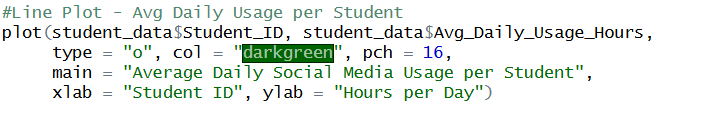 #Line Plot - Avg Daily Usage per Student
plot(student_data$Student_ID, student_data$Avg_Daily_Usage_Hours,
     type = "o", col = "darkgreen", pch = 16,
     main = "Average Daily Social Media Usage per Student",
     xlab = "Student ID", ylab = "Hours per Day")